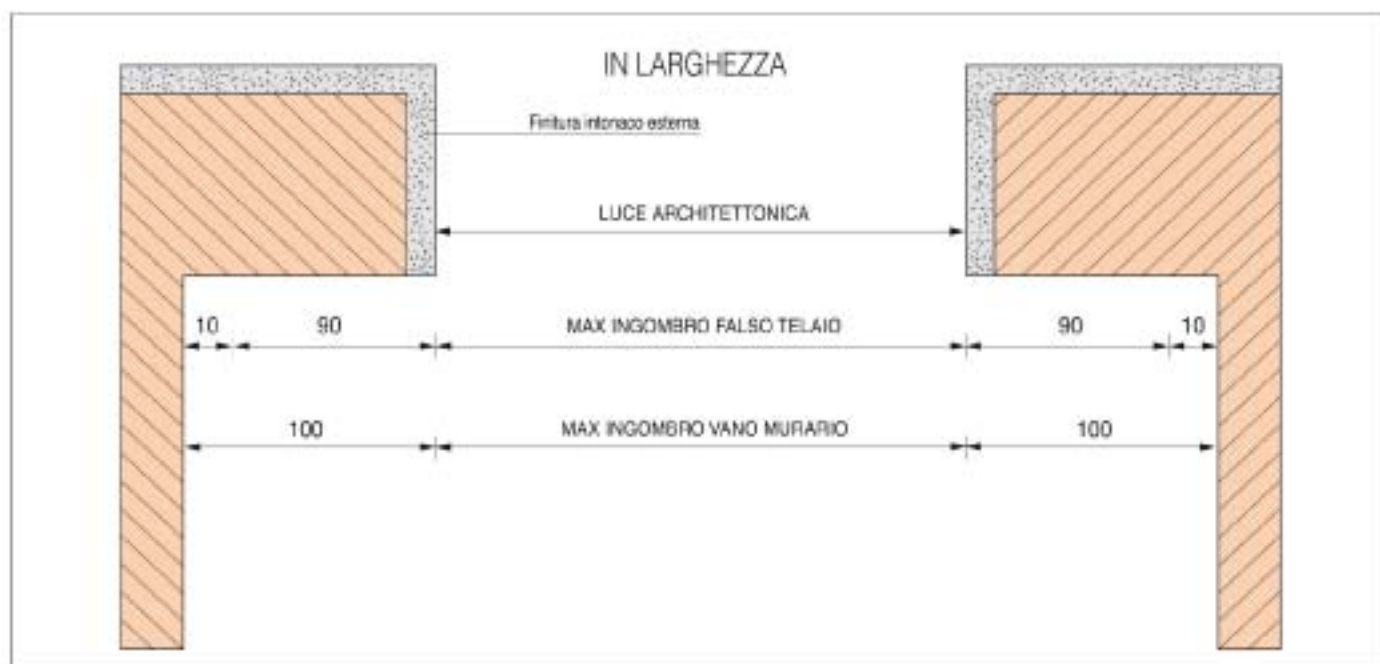 IN LARGHEZZA
Finitura intonaco esterna
LUCE ARCHITETTONICA
10 90 MAX INGOMBRO FALSO TELAIO 90 10
100 MAX INGOMBRO VANO MURARIO 100